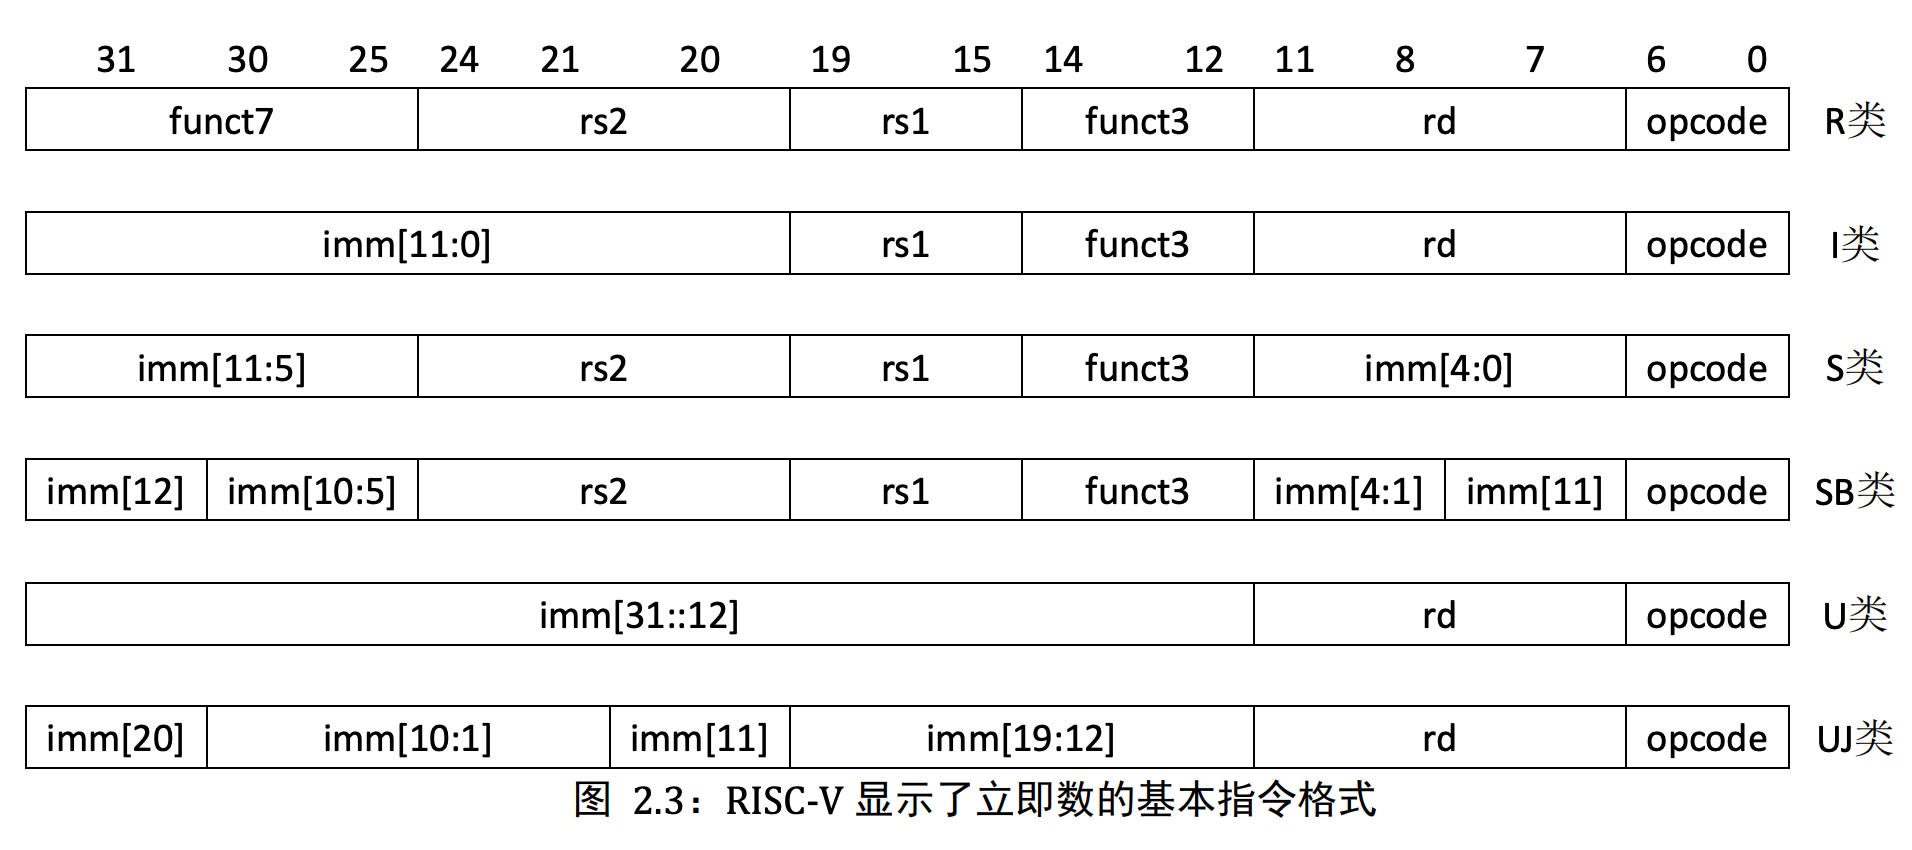 31 30 25 24 21 20 19 15 14 12 11 8 7 6 0
funct7 rs2 rs1 funct3 rd opcode R类
imm[11:0] rs1 funct3 rd opcode I类
imm[11:5] rs2 rs1 funct3 imm[4:0] opcode S类
imm[12] imm[10:5] rs2 rs1 funct3 imm[4:1] imm[11] opcode SB类
imm[31::12] rd opcode U类
imm[20] imm[10:1] imm[11] imm[19:12] rd opcode UJ类
图 2.3：RISC-V 显示了立即数的基本指令格式